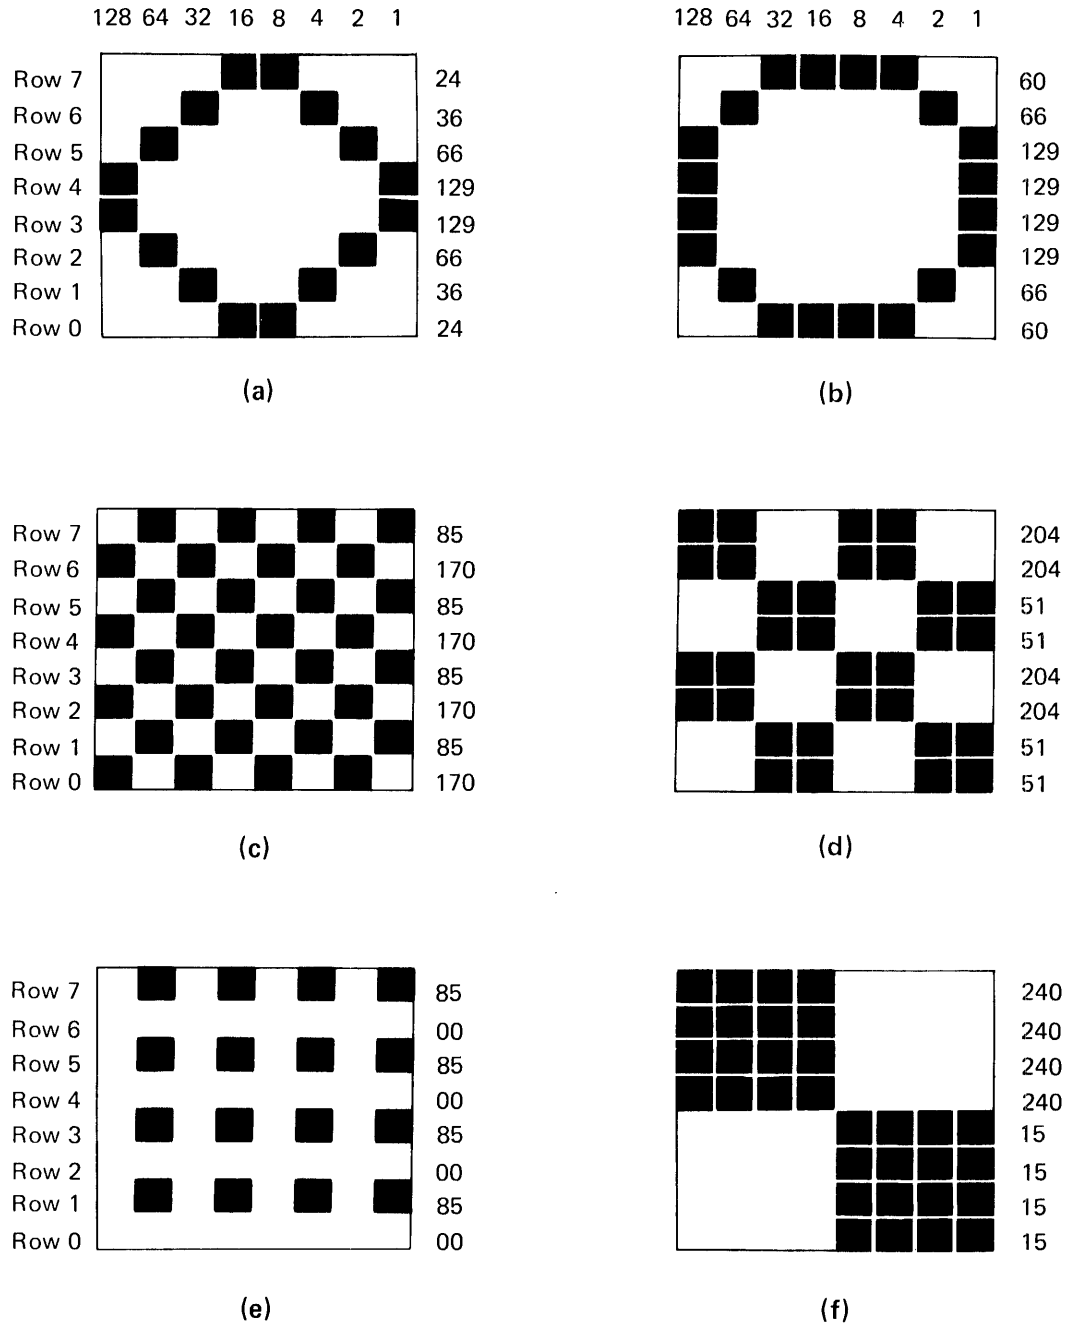 128 64 32 16 8 4 2 1
Row 7 24
Row 6 36
Row 5 66
Row 4 129
Row 3 129
Row 2 66
Row 1 36
Row 0 24
(a)
128 64 32 16 8 4 2 1
60
66
129
129
129
129
66
60
(b)
Row 7 85
Row 6 170
Row 5 85
Row 4 170
Row 3 85
Row 2 170
Row 1 85
Row 0 170
(c)
204
204
51
51
204
204
51
51
(d)
Row 7 85
Row 6 00
Row 5 85
Row 4 00
Row 3 85
Row 2 00
Row 1 85
Row 0 00
(e)
240
240
240
240
15
15
15
15
(f)